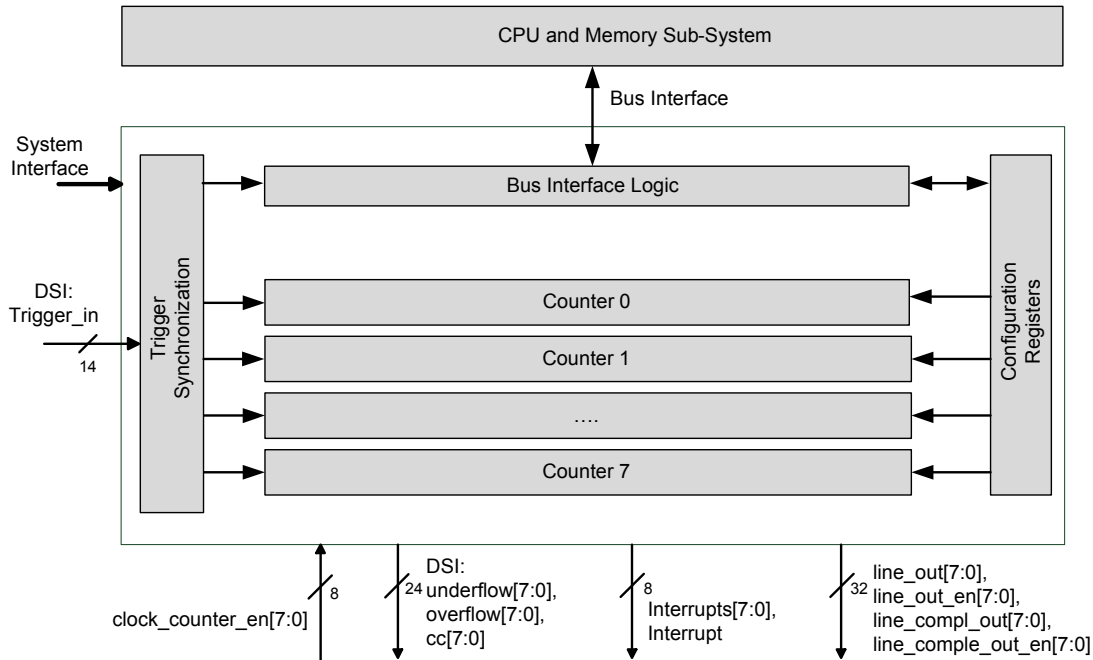 CPU and Memory Sub-System
Bus Interface
System
Interface
Bus Interface Logic
Trigger
Synchronization
Configuration
Registers
DSI:
Trigger_in
14
Counter 0
Counter 1
....
Counter 7
clock_counter_en[7:0]
8
24
DSI:
underflow[7:0],
overflow[7:0],
cc[7:0]
8
Interrupts[7:0],
Interrupt
32
line_out[7:0],
line_out_en[7:0],
line_compl_out[7:0],
line_comple_out_en[7:0]